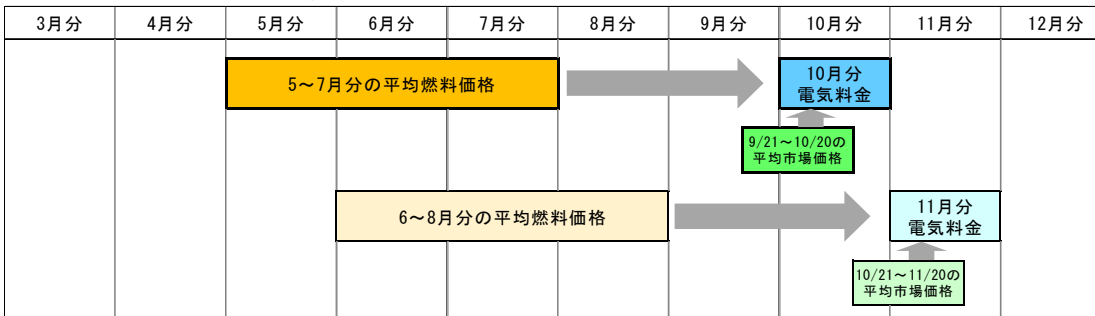 3月分 4月分 5月分 6月分 7月分 8月分 9月分 10月分 11月分 12月分
5～7月分の平均燃料価格
10月分
電気料金
9/21～10/20の
平均市場価格
6～8月分の平均燃料価格
11月分
電気料金
10/21～11/20の
平均市場価格